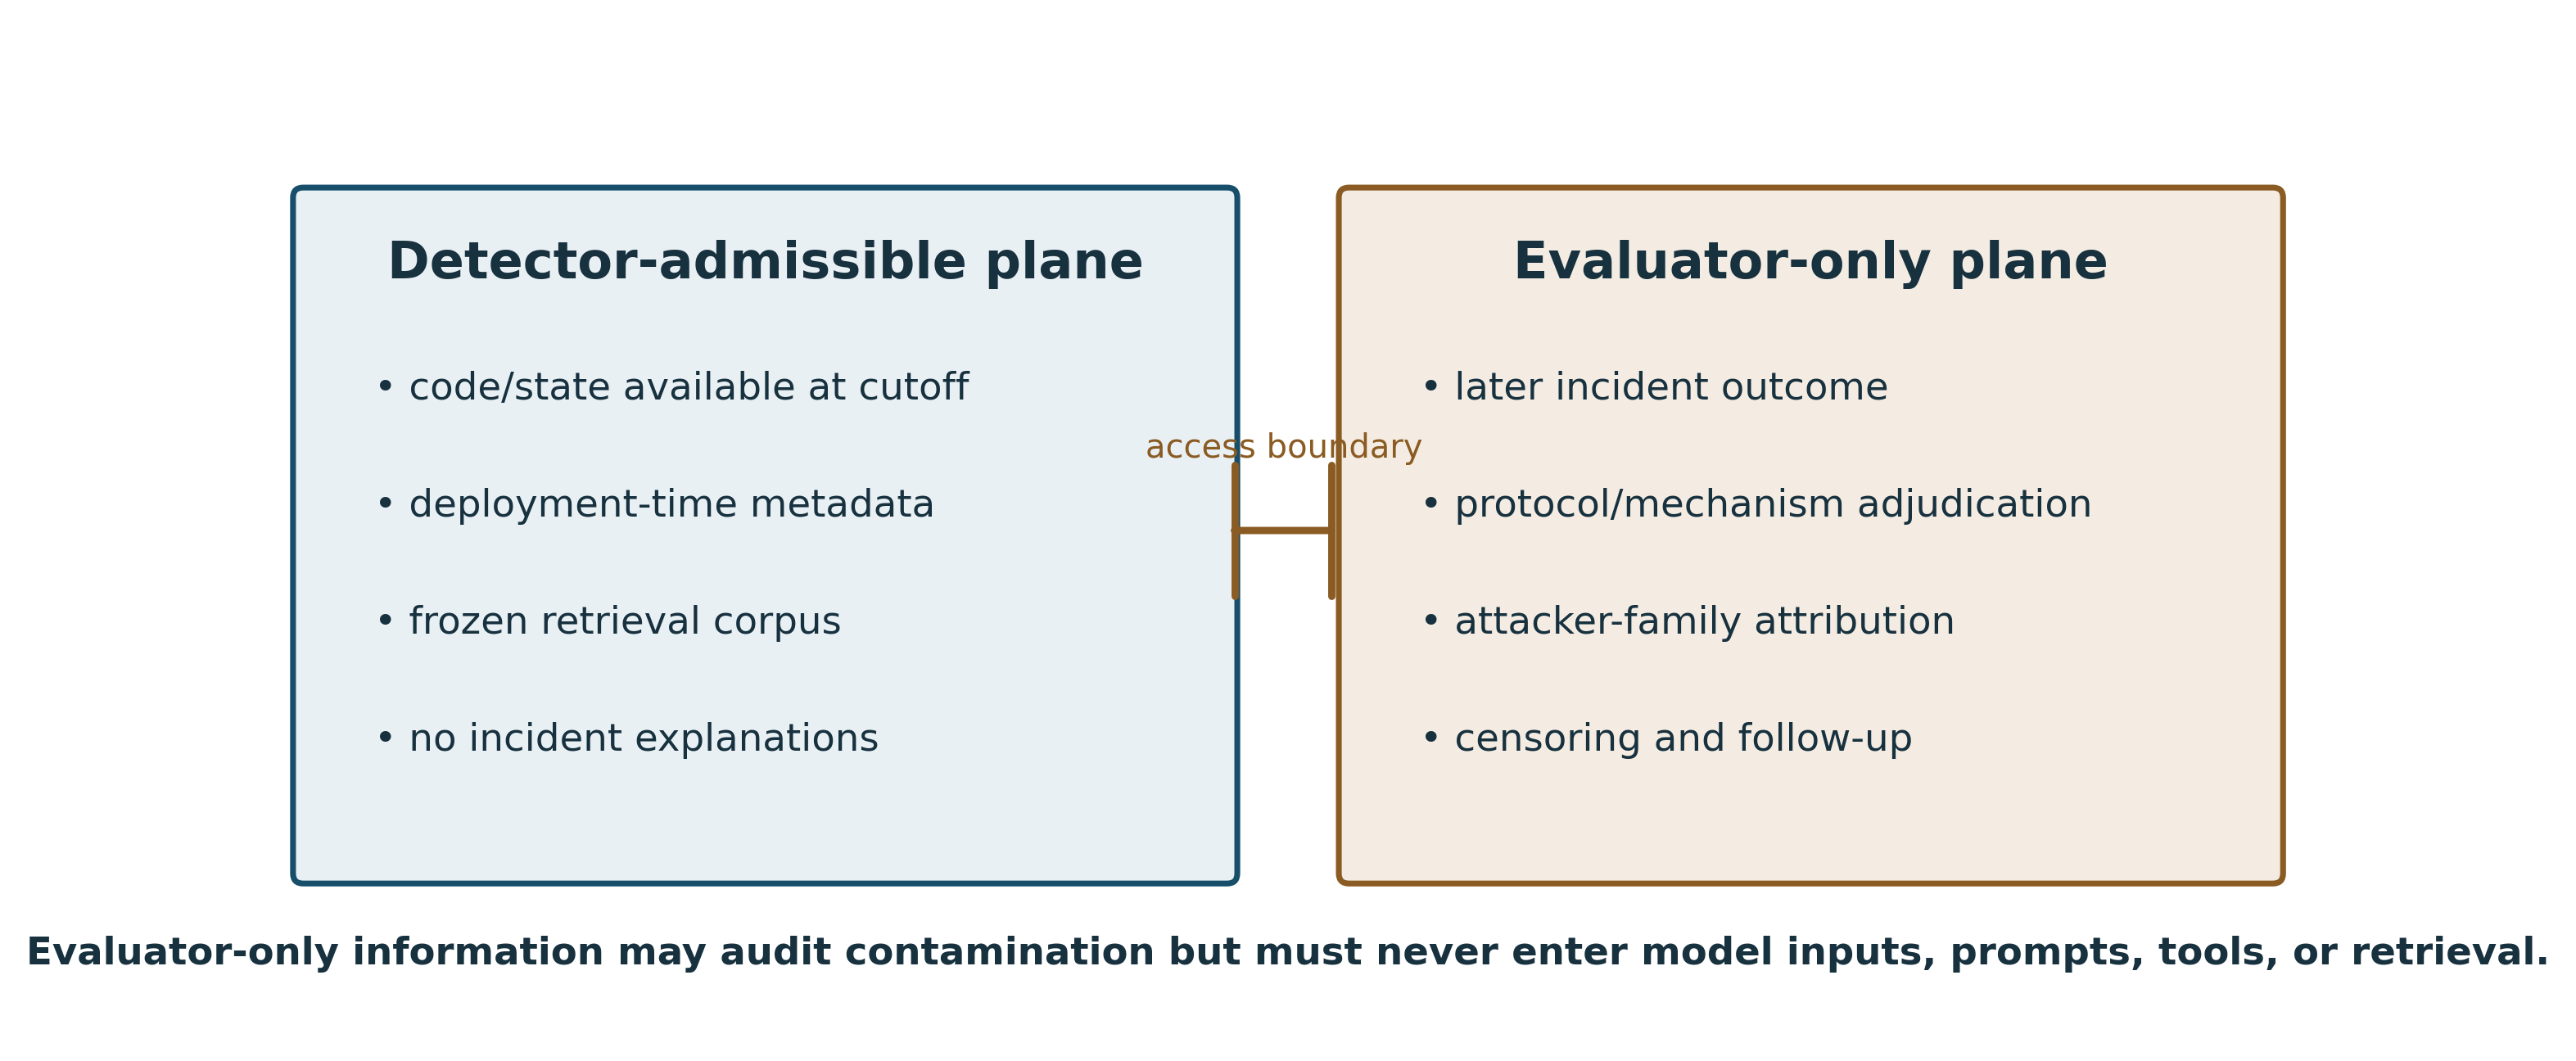 Detector-admissible plane
• code/state available at cutoff
• deployment-time metadata
• frozen retrieval corpus
• no incident explanations
access boundary
Evaluator-only plane
• later incident outcome
• protocol/mechanism adjudication
• attacker-family attribution
• censoring and follow-up
Evaluator-only information may audit contamination but must never enter model inputs, prompts, tools, or retrieval.